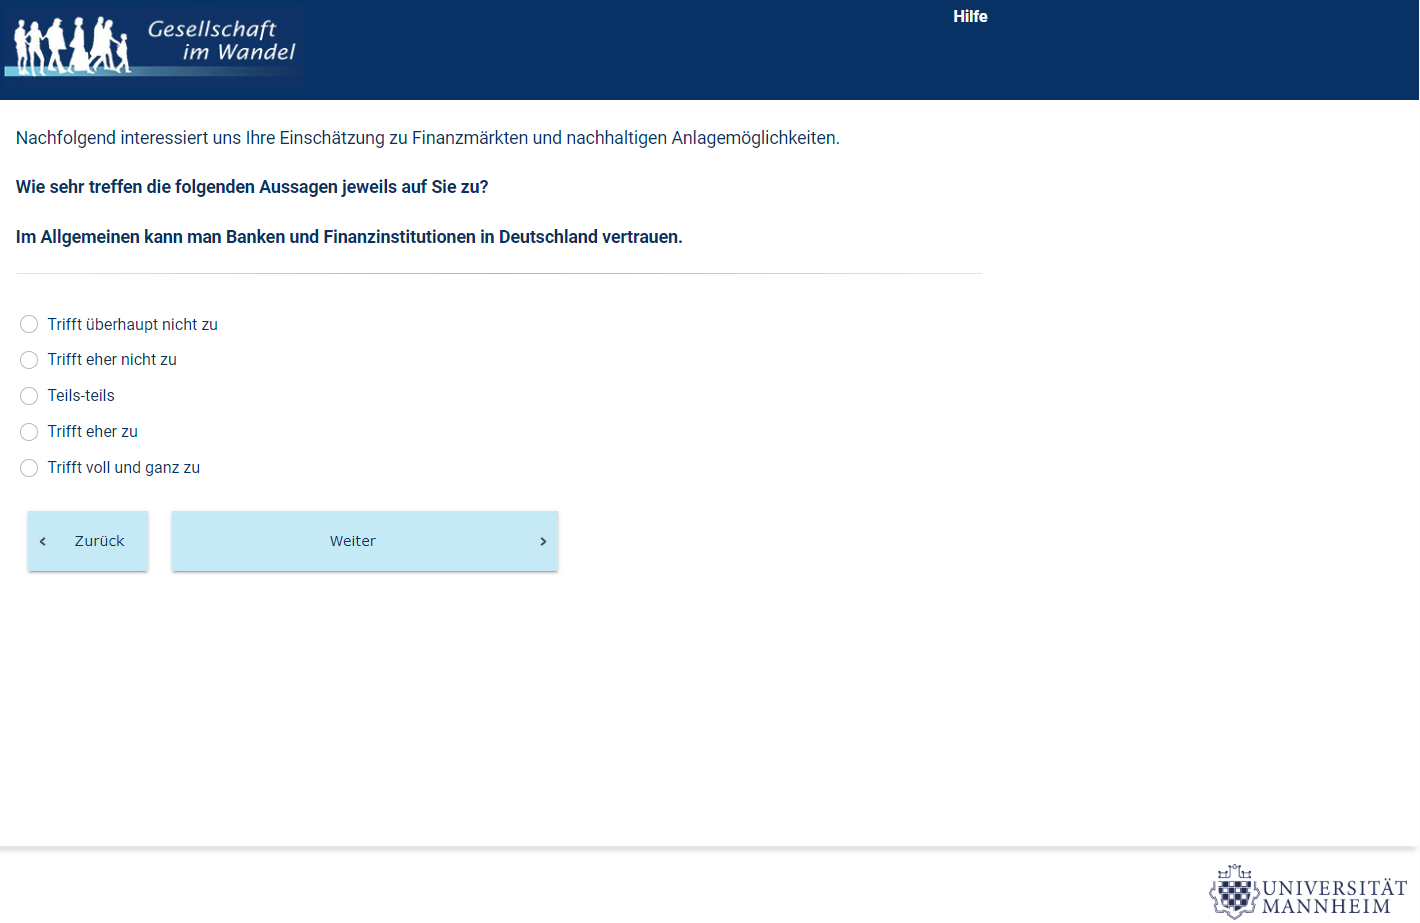 Gesellschaft
im Wandel
Hilfe
Nachfolgend interessiert uns Ihre Einschätzung zu Finanzmärkten und nachhaltigen Anlagemöglichkeiten.
Wie sehr treffen die folgenden Aussagen jeweils auf Sie zu?
Im Allgemeinen kann man Banken und Finanzinstitutionen in Deutschland vertrauen.
Trifft überhaupt nicht zu
Trifft eher nicht zu
Teils-teils
Trifft eher zu
Trifft voll und ganz zu
Zurück
Weiter
UNIVERSITÄT
MANNHEIM